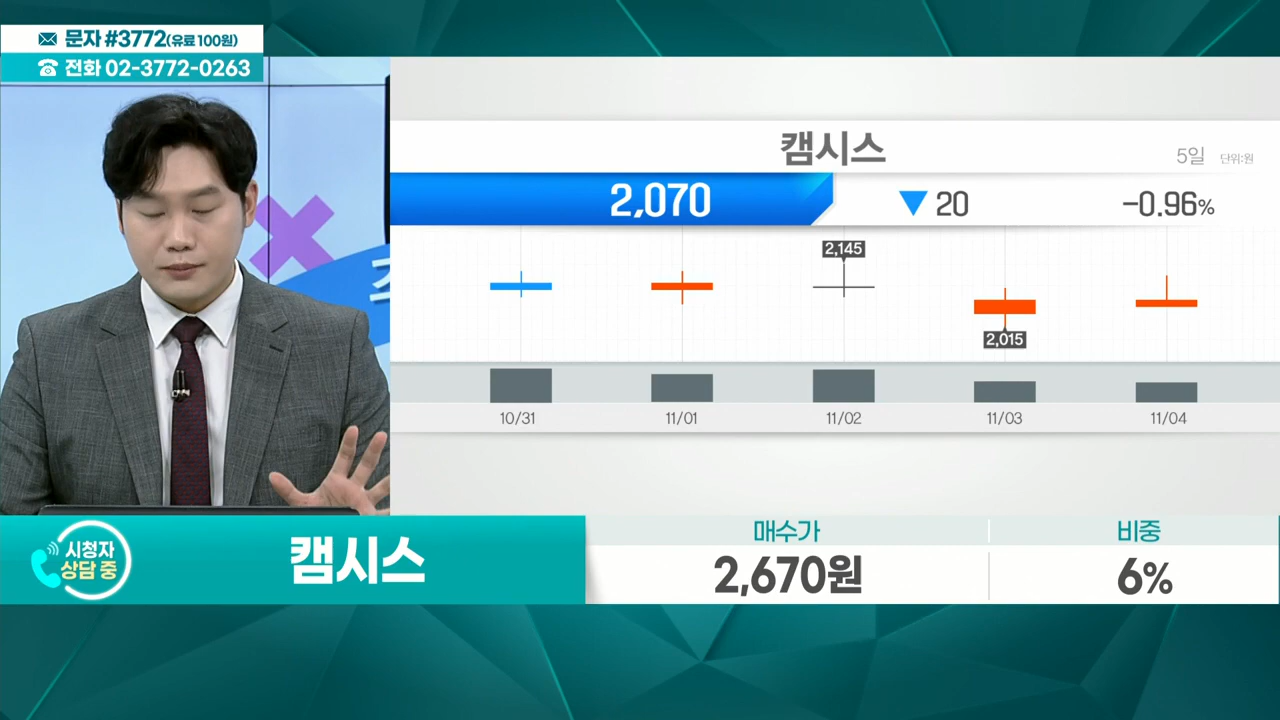 문자 #3772(유료 100원)
전화 02-3772-0263
캠시스
5일 단위:원
2,070 ▼ 20 -0.96%
2,145
2,015
10/31 11/01 11/02 11/03 11/04
시청자
상담 중
캠시스
매수가 비중
2,670원 6%